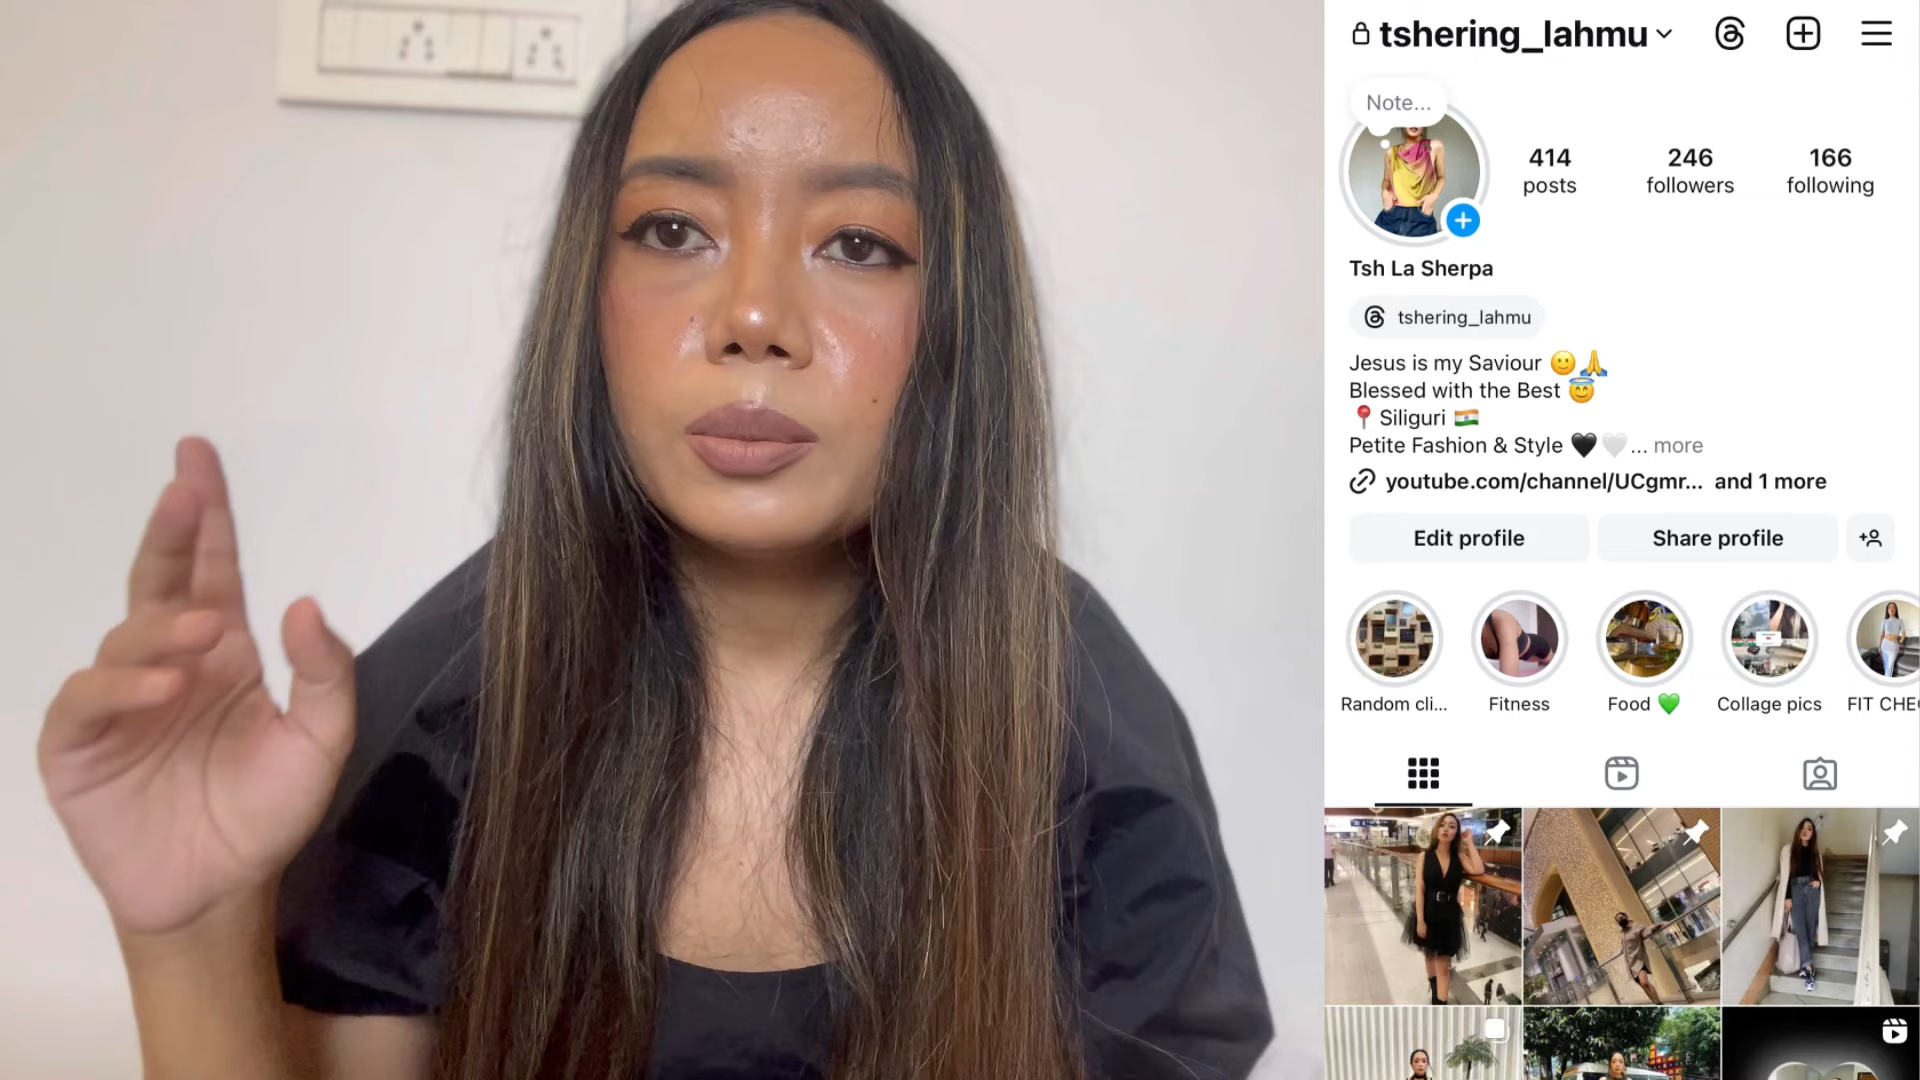 tshering_lahmu
Note...
414
posts
246
followers
166
following
Tsh La Sherpa
tshering_lahmu
Jesus is my Saviour 🙂🙏
Blessed with the Best 😇
📍 Siliguri 🇮🇳
Petite Fashion & Style 🖤🤍... more
youtube.com/channel/UCgmr... and 1 more
Edit profile
Share profile
Random cli...
Fitness
Food 💚
Collage pics
FIT CHE